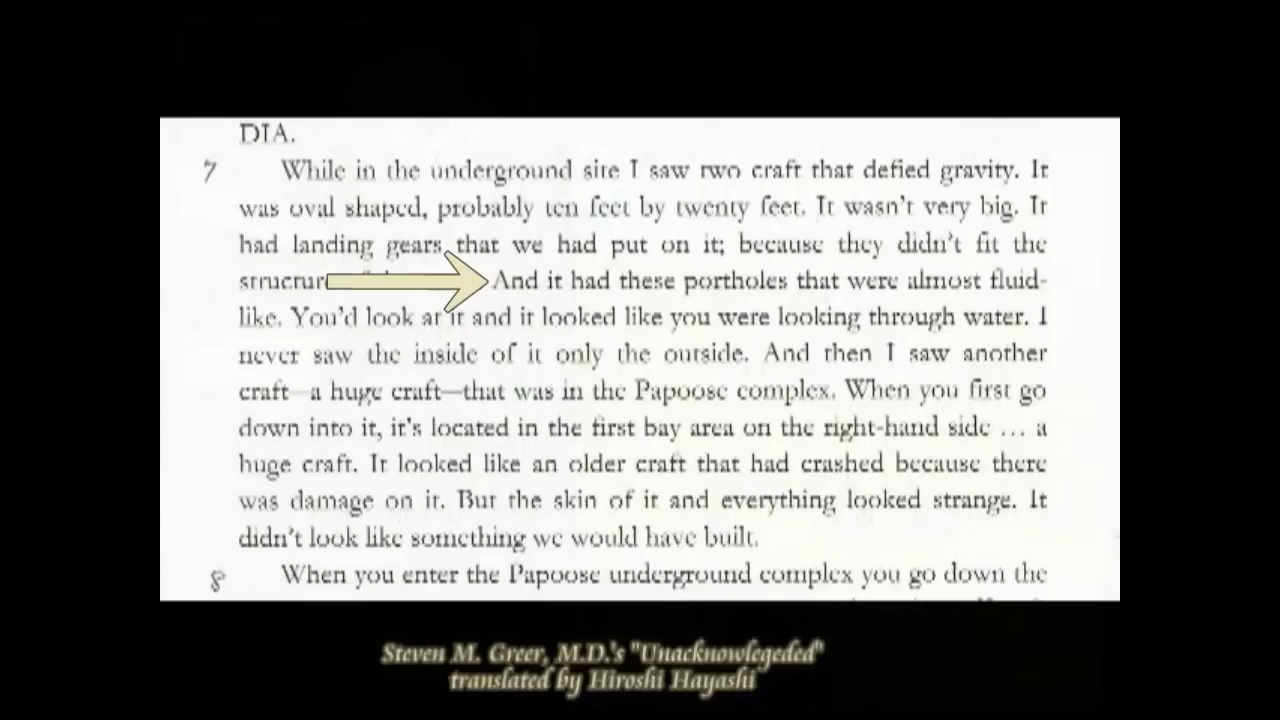 DIA.
7 While in the underground site I saw two craft that defied gravity. It
was oval shaped, probably ten feet by twenty feet. It wasn't very big. It
had landing gears that we had put on it; because they didn't fit the
And it had these portholes that were almost fluid-
like. You'd look at it and it looked like you were looking through water. I
never saw the inside of it only the outside. And then I saw another
craft—a huge craft—that was in the Papoose complex. When you first go
down into it, it's located in the first bay area on the right-hand side … a
huge craft. It looked like an older craft that had crashed because there
was damage on it. But the skin of it and everything looked strange. It
didn't look like something we would have built.
8 When you enter the Papoose underground complex you go down the
Steven M. Greer, M.D.'s "Unacknowlegeded"
translated by Hiroshi Hayashi